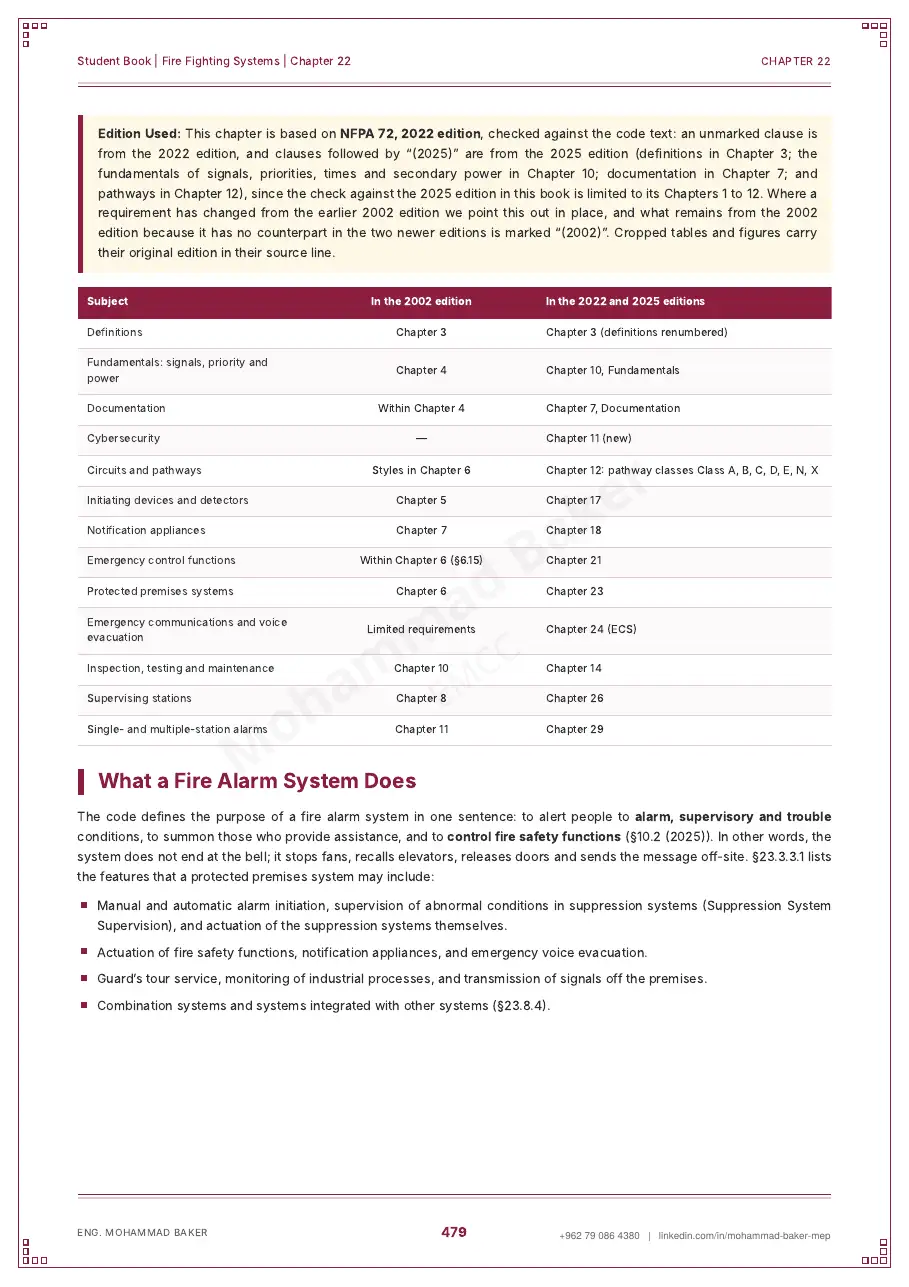 Student Book | Fire Fighting Systems | Chapter 22
CHAPTER 22
Edition Used: This chapter is based on NFPA 72, 2022 edition, checked against the code text: an unmarked clause is
from the 2022 edition, and clauses followed by “(2025)” are from the 2025 edition (definitions in Chapter 3; the
fundamentals of signals, priorities, times and secondary power in Chapter 10; documentation in Chapter 7; and
pathways in Chapter 12), since the check against the 2025 edition in this book is limited to its Chapters 1 to 12. Where a
requirement has changed from the earlier 2002 edition we point this out in place, and what remains from the 2002
edition because it has no counterpart in the two newer editions is marked “(2002)”. Cropped tables and figures carry
their original edition in their source line.
Subject In the 2002 edition In the 2022 and 2025 editions
Definitions Chapter 3 Chapter 3 (definitions renumbered)
Fundamentals: signals, priority and
power Chapter 4 Chapter 10, Fundamentals
Documentation Within Chapter 4 Chapter 7, Documentation
Cybersecurity — Chapter 11 (new)
Circuits and pathways Styles in Chapter 6 Chapter 12: pathway classes Class A, B, C, D, E, N, X
Initiating devices and detectors Chapter 5 Chapter 17
Notification appliances Chapter 7 Chapter 18
Emergency control functions Within Chapter 6 (§6.15) Chapter 21
Protected premises systems Chapter 6 Chapter 23
Emergency communications and voice
evacuation Limited requirements Chapter 24 (ECS)
Inspection, testing and maintenance Chapter 10 Chapter 14
Supervising stations Chapter 8 Chapter 26
Single- and multiple-station alarms Chapter 11 Chapter 29
Mohammad Baker
What a Fire Alarm System Does
The code defines the purpose of a fire alarm system in one sentence: to alert people to alarm, supervisory and trouble
conditions, to summon those who provide assistance, and to control fire safety functions (§10.2 (2025)). In other words, the
system does not end at the bell; it stops fans, recalls elevators, releases doors and sends the message off-site. §23.3.3.1 lists
the features that a protected premises system may include:
Manual and automatic alarm initiation, supervision of abnormal conditions in suppression systems (Suppression System
Supervision), and actuation of the suppression systems themselves.
Actuation of fire safety functions, notification appliances, and emergency voice evacuation.
Guard’s tour service, monitoring of industrial processes, and transmission of signals off the premises.
Combination systems and systems integrated with other systems (§23.8.4).
ENG. MOHAMMAD BAKER
479
+962 79 086 4380 | linkedin.com/in/mohammad-baker-mep